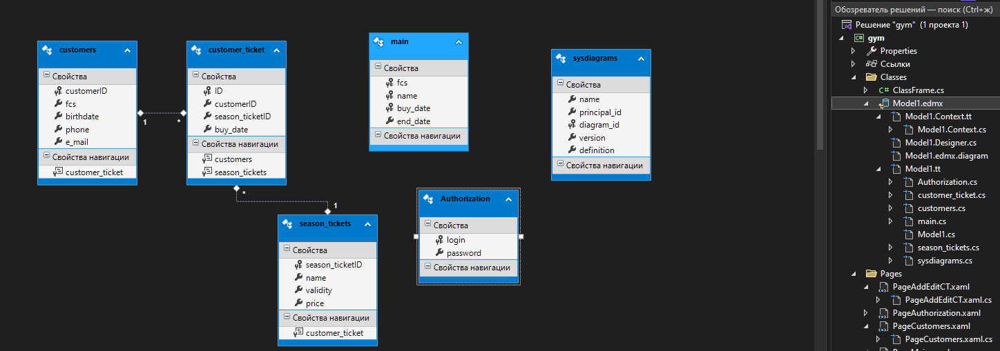 customers
Свойства
customerID
fcs
birthdate
phone
e_mail
Свойства навигации
customer_ticket
1
*
customer_ticket
Свойства
ID
customerID
season_ticketID
buy_date
Свойства навигации
customers
season_tickets
*
1
season_tickets
Свойства
season_ticketID
name
validity
price
Свойства навигации
customer_ticket
main
Свойства
fcs
name
buy_date
end_date
Свойства навигации
Authorization
Свойства
login
password
Свойства навигации
sysdiagrams
Свойства
name
principal_id
diagram_id
version
definition
Свойства навигации
Обозреватель решений — поиск (Ctrl+ж)
Решение "gym" (1 проекта 1)
C# gym
Properties
Ссылки
Classes
C# ClassFrame.cs
Model1.edmx
Model1.Context.tt
Model1.Context.cs
Model1.Designer.cs
Model1.edmx.diagram
Model1.tt
Authorization.cs
customer_ticket.cs
customers.cs
main.cs
Model1.cs
season_tickets.cs
sysdiagrams.cs
Pages
PageAddEditCT.xaml
PageAddEditCT.xaml.cs
PageAuthorization.xaml
PageCustomers.xaml
PageCustomers.xaml.cs